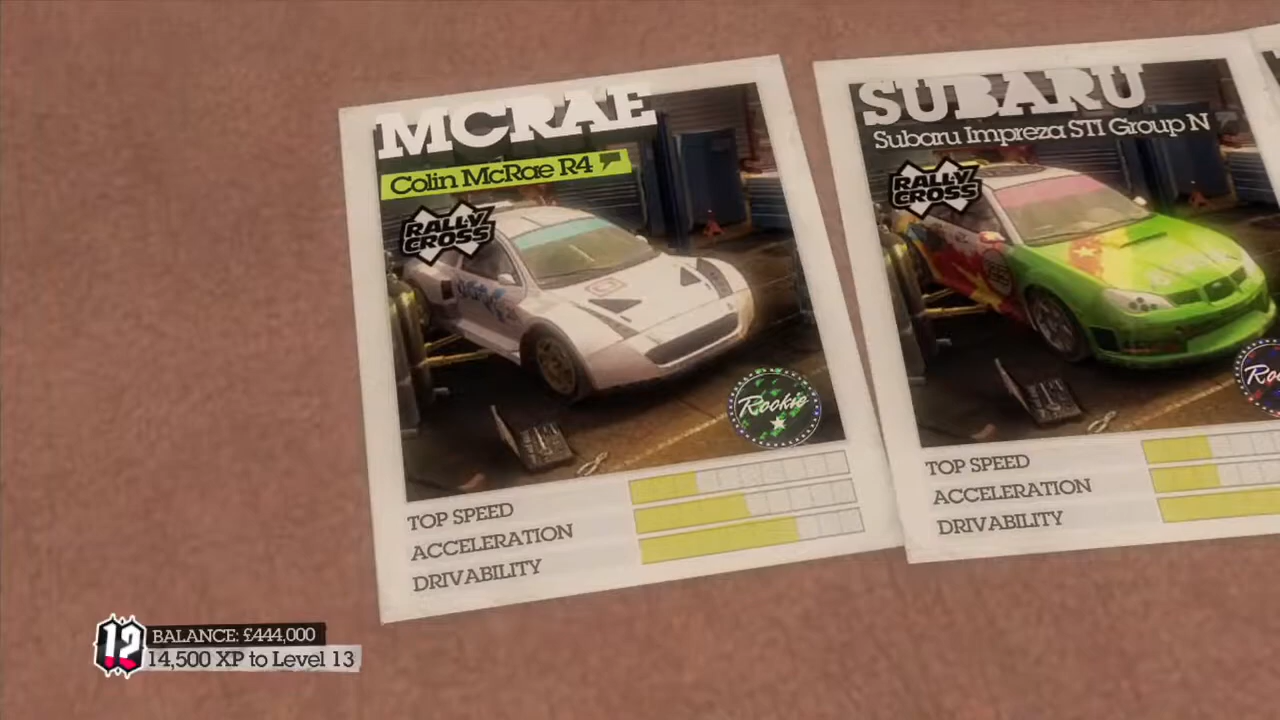 MCRAE
Colin McRae R4
RALLY
CROSS
Rookie
TOP SPEED
ACCELERATION
DRIVABILITY
SUBARU
Subaru Impreza STI Group N
RALLY
CROSS
TOP SPEED
ACCELERATION
DRIVABILITY
12
BALANCE: £444,000
14,500 XP to Level 13